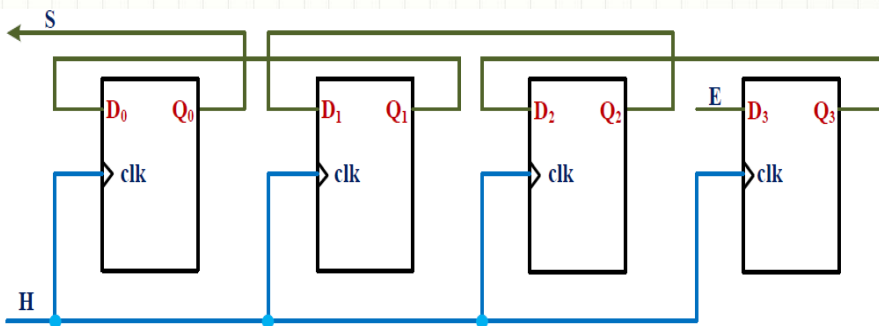 S
D₀ Q₀ D₁ Q₁ D₂ Q₂ E D₃ Q₃
clk clk clk clk
H